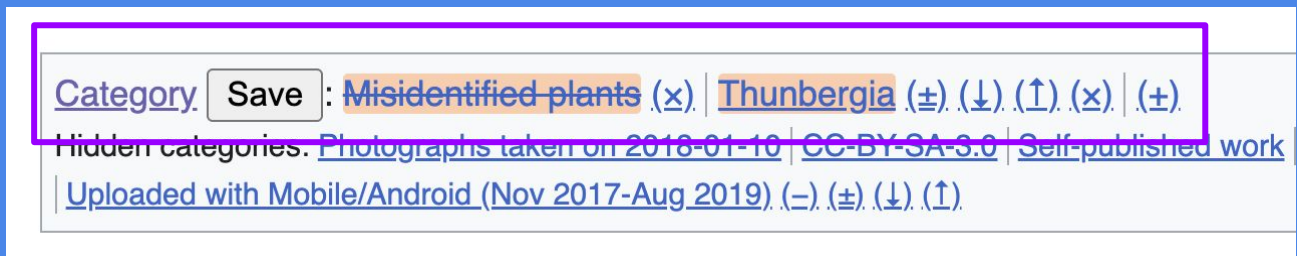 Category Save : Misidentified plants (×) | Thunbergia (±) (↓) (↑) (×) | (+)
Hidden categories: Photographs taken on 2018-01-10 | CC-BY-SA-3.0 | Self-published work |
| Uploaded with Mobile/Android (Nov 2017-Aug 2019) (−) (±) (↓) (↑)